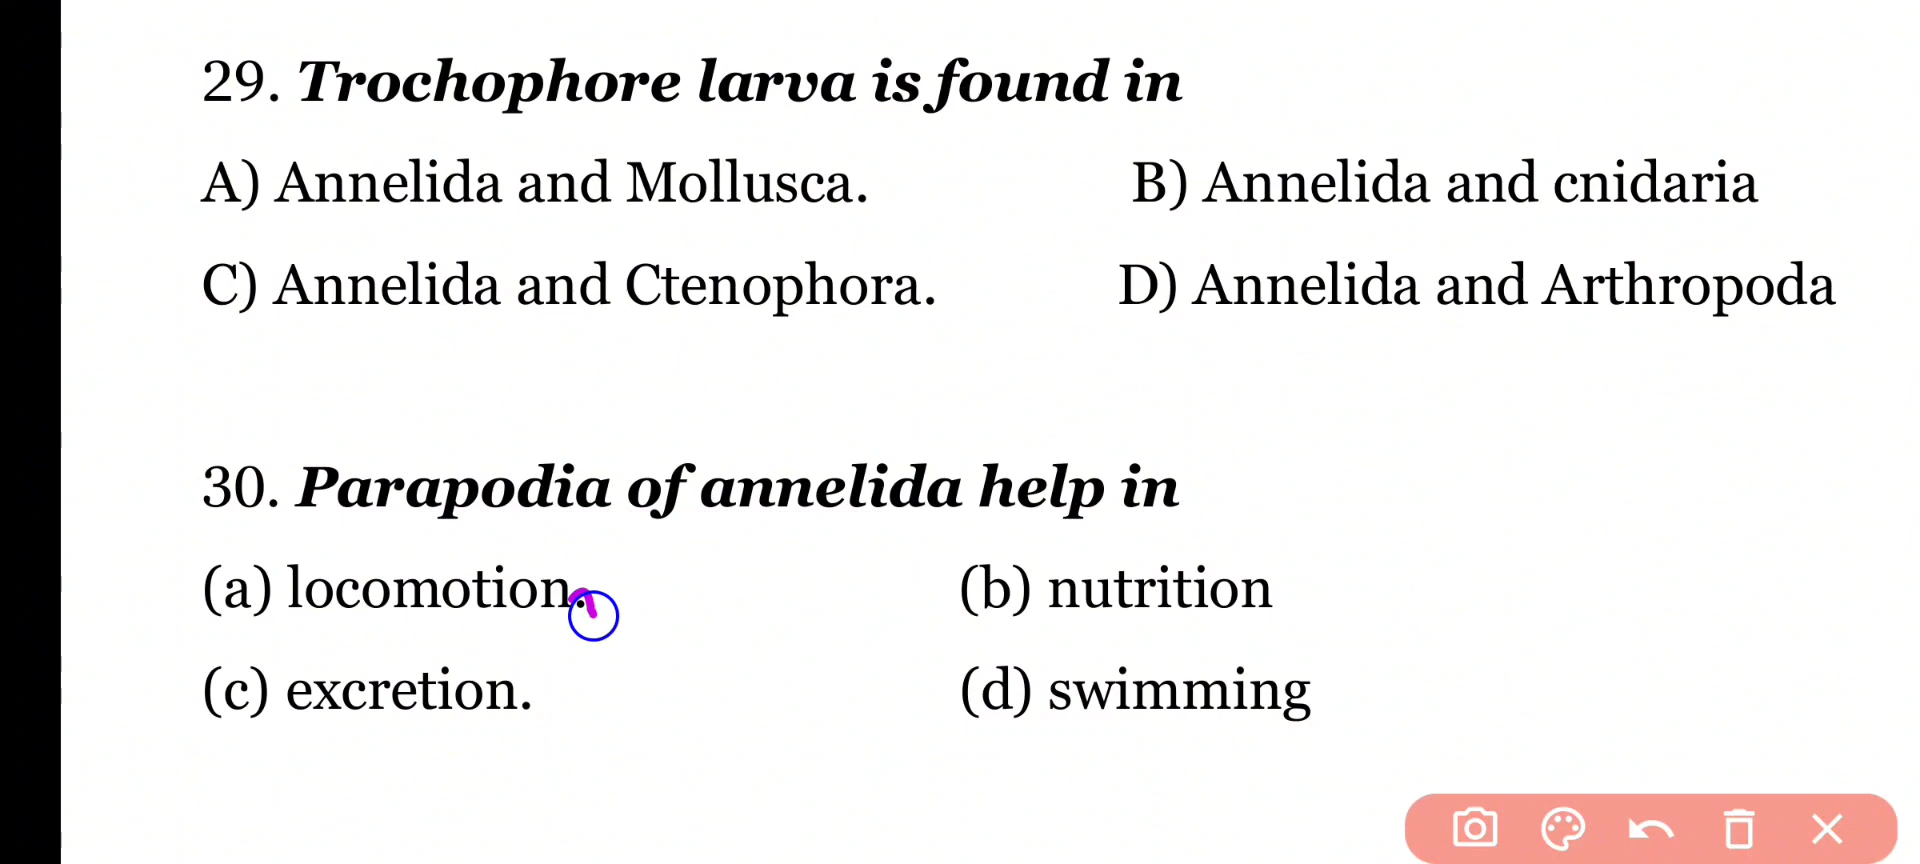 29. Trochophore larva is found in
A) Annelida and Mollusca. B) Annelida and cnidaria
C) Annelida and Ctenophora. D) Annelida and Arthropoda
30. Parapodia of annelida help in
(a) locomotion. (b) nutrition
(c) excretion. (d) swimming